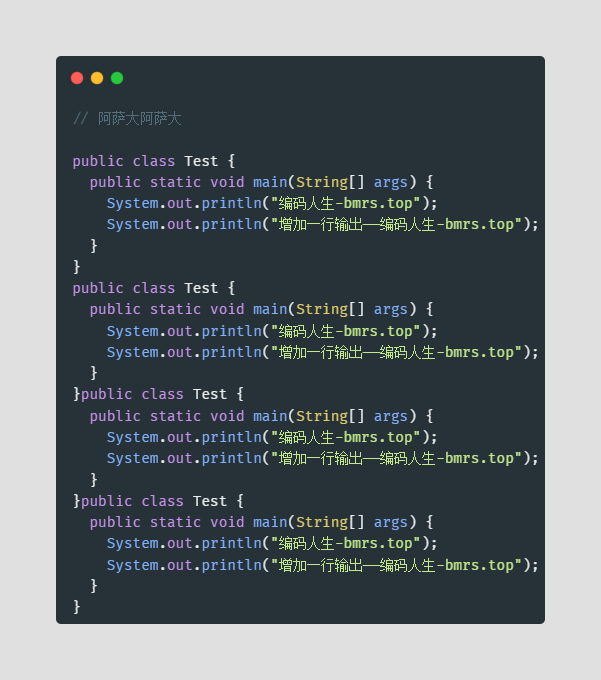 // 阿萨大阿萨大
public class Test {
  public static void main(String[] args) {
    System.out.println("编码人生-bmrs.top");
    System.out.println("增加一行输出——编码人生-bmrs.top");
  }
}
public class Test {
  public static void main(String[] args) {
    System.out.println("编码人生-bmrs.top");
    System.out.println("增加一行输出——编码人生-bmrs.top");
  }
}public class Test {
  public static void main(String[] args) {
    System.out.println("编码人生-bmrs.top");
    System.out.println("增加一行输出——编码人生-bmrs.top");
  }
}public class Test {
  public static void main(String[] args) {
    System.out.println("编码人生-bmrs.top");
    System.out.println("增加一行输出——编码人生-bmrs.top");
  }
}